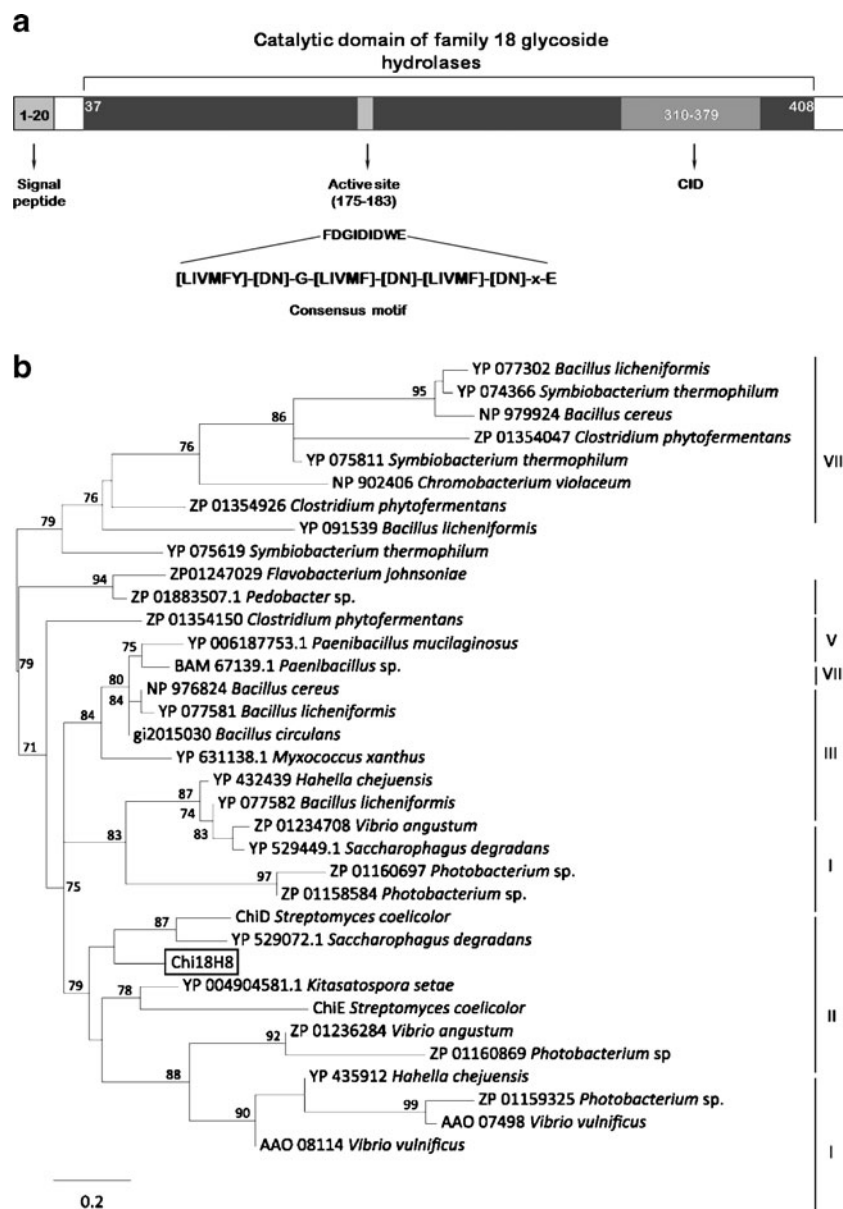 a
Catalytic domain of family 18 glycoside
hydrolases
1-20
37
310-379
408
Signal
peptide
Active site
(175-183)
CID
FDGIDIDWE
[LIVMFY]-[DN]-G-[LIVMF]-[DN]-[LIVMF]-[DN]-x-E
Consensus motif
b
YP 077302 Bacillus licheniformis
95
YP 074366 Symbiobacterium thermophilum
86
NP 979924 Bacillus cereus
ZP 01354047 Clostridium phytofermentans
76
YP 075811 Symbiobacterium thermophilum
VII
NP 902406 Chromobacterium violaceum
76
ZP 01354926 Clostridium phytofermentans
79
YP 091539 Bacillus licheniformis
YP 075619 Symbiobacterium thermophilum
94
ZP01247029 Flavobacterium johnsoniae
ZP 01883507.1 Pedobacter sp.
ZP 01354150 Clostridium phytofermentans
79
75
YP 006187753.1 Paenibacillus mucilaginosus
V
BAM 67139.1 Paenibacillus sp.
VII
80
NP 976824 Bacillus cereus
84
84
YP 077581 Bacillus licheniformis
gi2015030 Bacillus circulans
71
YP 631138.1 Myxococcus xanthus
III
YP 432439 Hahella chejuensis
87
YP 077582 Bacillus licheniformis
74
83
83
ZP 01234708 Vibrio angustum
YP 529449.1 Saccharophagus degradans
I
97
ZP 01160697 Photobacterium sp.
75
ZP 01158584 Photobacterium sp.
ChiD Streptomyces coelicolor
87
YP 529072.1 Saccharophagus degradans
Chi18H8
79
78
YP 004904581.1 Kitasatospora setae
ChiE Streptomyces coelicolor
II
92
ZP 01236284 Vibrio angustum
ZP 01160869 Photobacterium sp
88
YP 435912 Hahella chejuensis
99
ZP 01159325 Photobacterium sp.
90
AAO 07498 Vibrio vulnificus
AAO 08114 Vibrio vulnificus
I
0.2